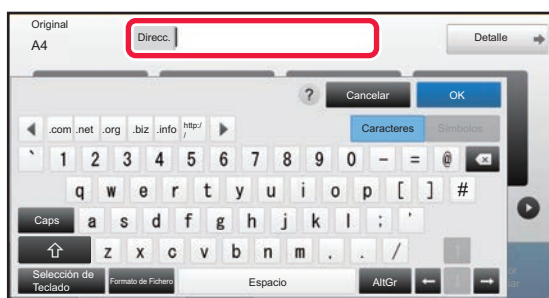 Original
A4
Direcc.
Detalle
?
Cancelar
OK
.com .net .org .biz .info http://
Caracteres
Símbolos
` 1 2 3 4 5 6 7 8 9 0 - = @
q w e r t y u i o p [ ] #
Caps a s d f g h j k l ; '
z x c v b n m , . /
Selección de Teclado
Formato de Fichero
Espacio
AltGr